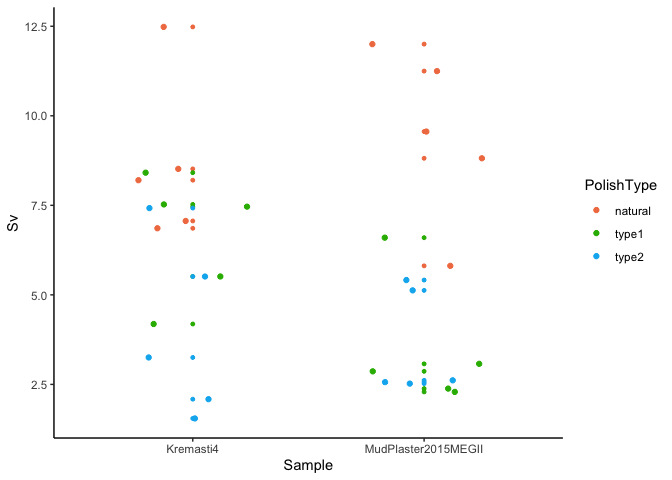 12.5
10.0
7.5
5.0
2.5
Sv
Kremasti4
MudPlaster2015MEGII
Sample
PolishType
natural
type1
type2